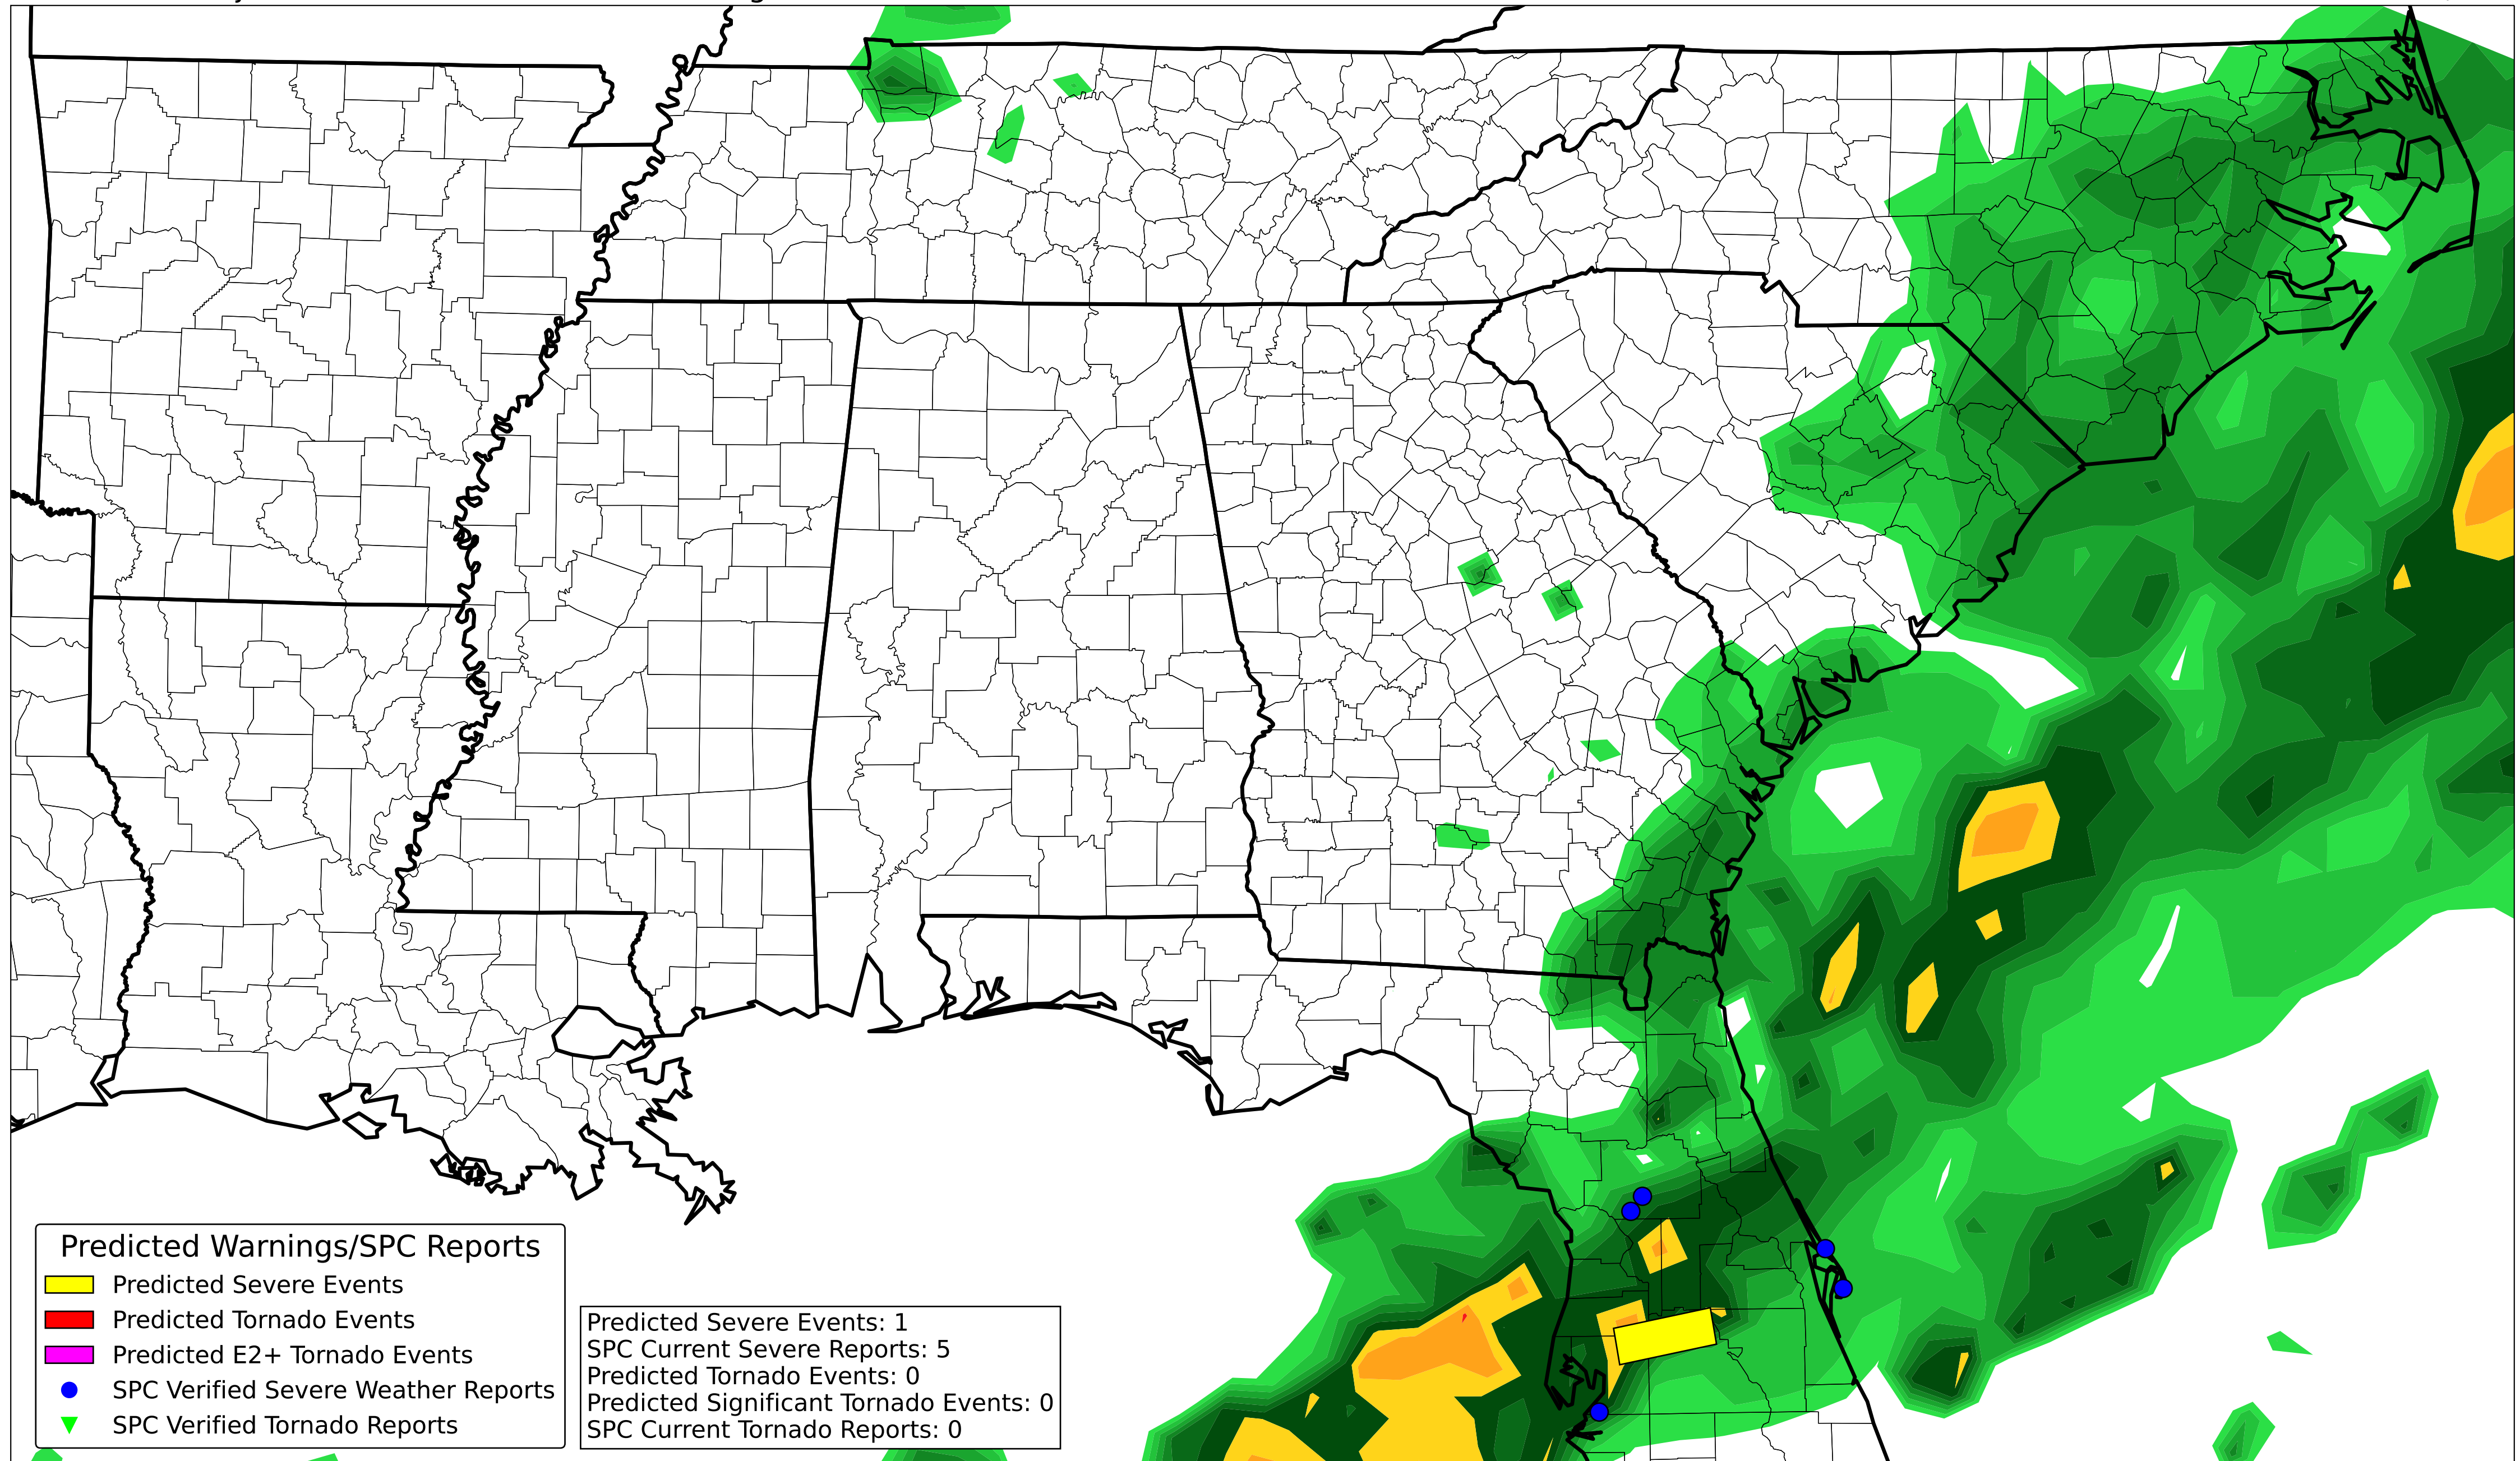 Predicted Warnings/SPC Reports
Predicted Severe Events
Predicted Tornado Events
Predicted E2+ Tornado Events
SPC Verified Severe Weather Reports
SPC Verified Tornado Reports
Predicted Severe Events: 1
SPC Current Severe Reports: 5
Predicted Tornado Events: 0
Predicted Significant Tornado Events: 0
SPC Current Tornado Reports: 0